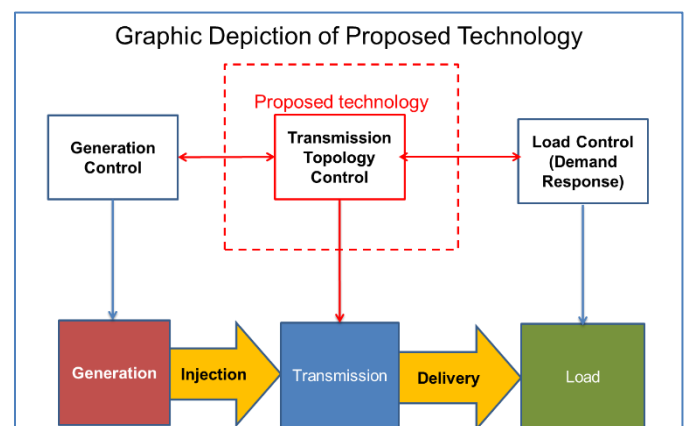 Graphic Depiction of Proposed Technology
Proposed technology
Generation
Control
Transmission
Topology
Control
Load Control
(Demand
Response)
Generation
Injection
Transmission
Delivery
Load